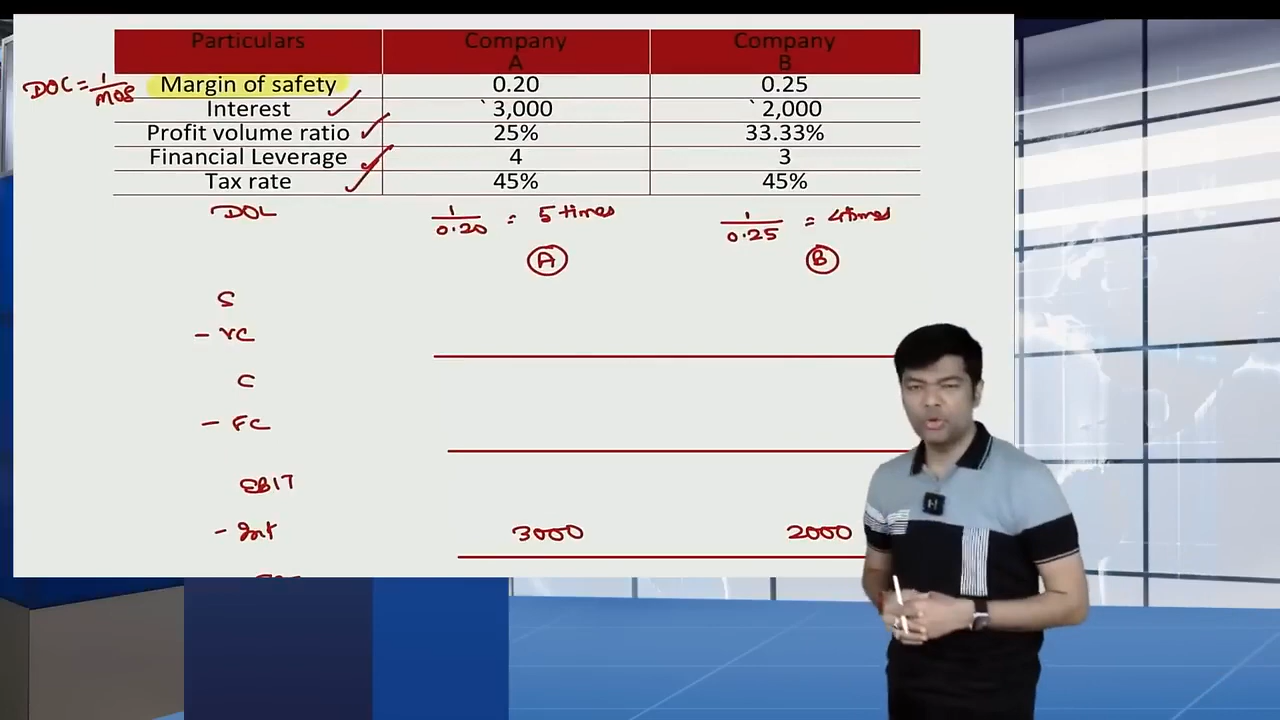 Particulars Company A Company B
DOL = 1/MOS Margin of safety 0.20 0.25
Interest `3,000 `2,000
Profit volume ratio 25% 33.33%
Financial Leverage 4 3
Tax rate 45% 45%
DOL 1/0.20 = 5 times 1/0.25 = 4 times
A B
S
- VC
C
- FC
EBIT
- Int 3000 2000